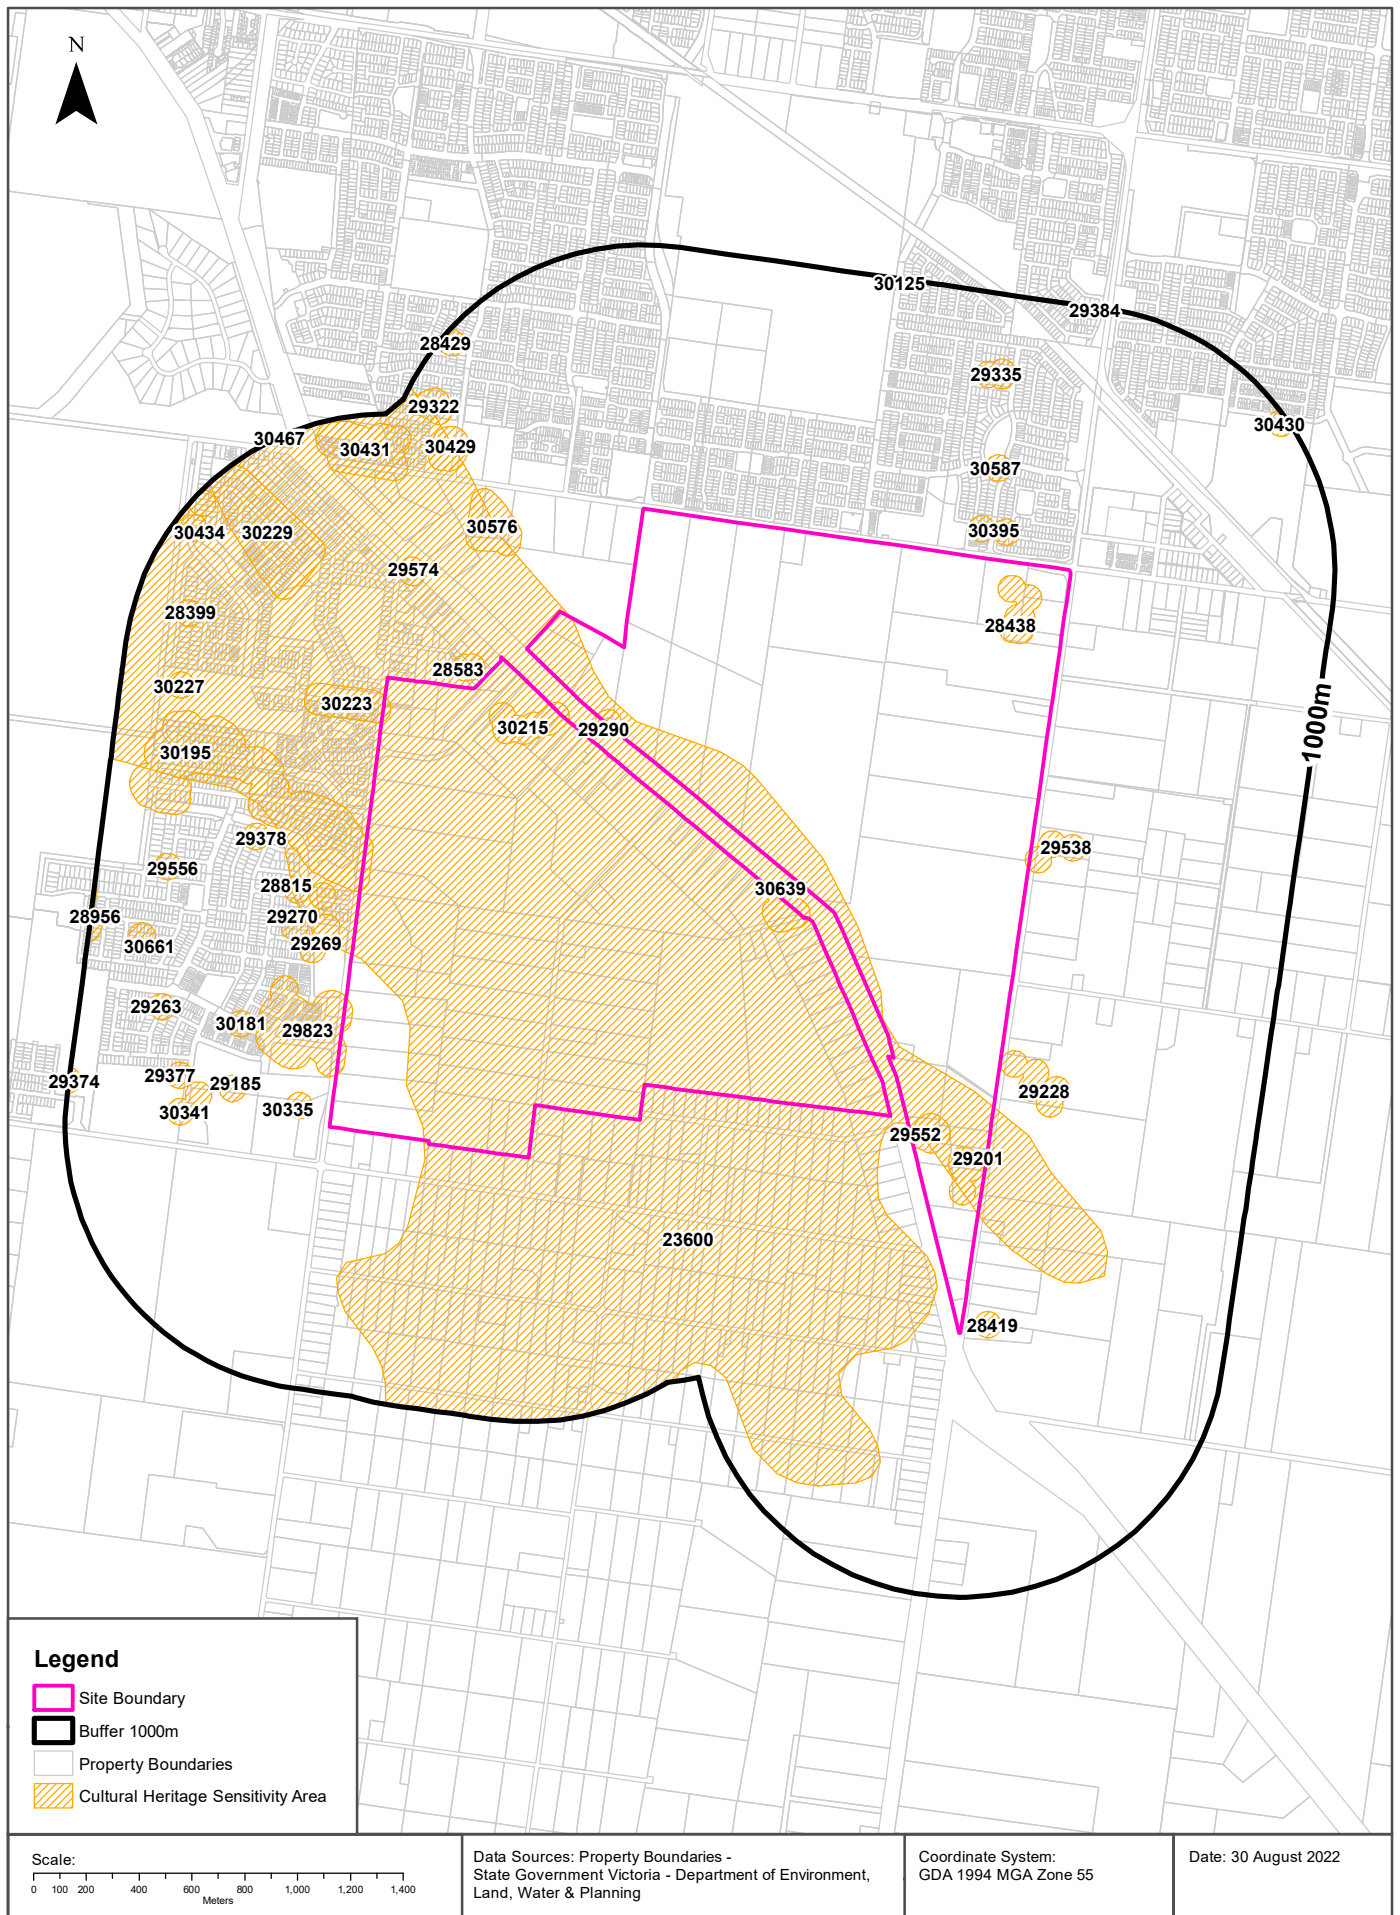 N
30125
29384
28429
29335
29322
30430
30467
30431
30429
30587
30434
30229
30576
30395
29574
28399
28438
28583
30227
30223
30215
29290
1000m
30195
29378
29538
29556
28815
30639
28956
29270
30661
29269
29263
30181
29823
29374
29377
29185
29228
30341
30335
29552
29201
23600
28419
Legend
Site Boundary
Buffer 1000m
Property Boundaries
Cultural Heritage Sensitivity Area
Scale:
0 100 200 400 600 800 1,000 1,200 1,400
Meters
Data Sources: Property Boundaries -
State Government Victoria - Department of Environment,
Land, Water & Planning
Coordinate System:
GDA 1994 MGA Zone 55
Date: 30 August 2022